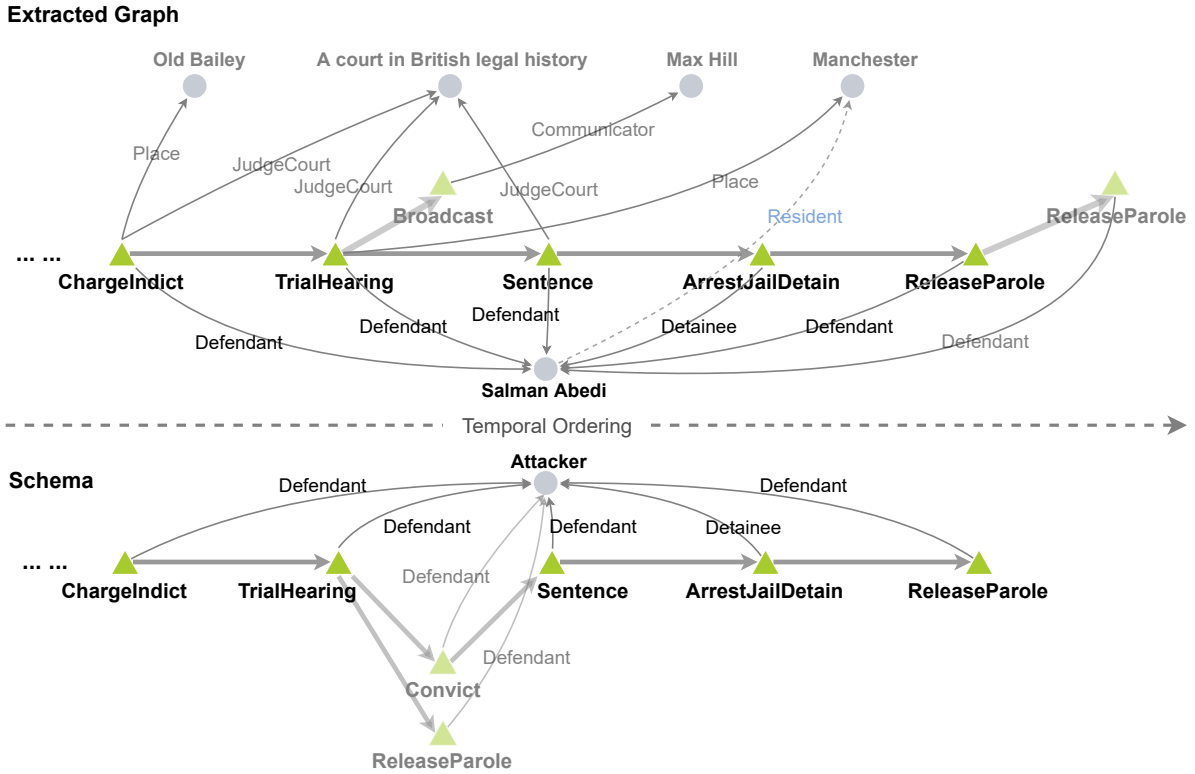 Extracted Graph
Old Bailey
A court in British legal history
Max Hill
Manchester
Communicator
Place
JudgeCourt
JudgeCourt
JudgeCourt
Place
Broadcast
Resident
ReleaseParole
... ...
ChargeIndict
TrialHearing
Sentence
ArrestJailDetain
ReleaseParole
Defendant
Defendant
Defendant
Detainee
Defendant
Defendant
Salman Abedi
Temporal Ordering
Attacker
Schema
Defendant
Defendant
Defendant
Defendant
Detainee
Defendant
... ...
ChargeIndict
TrialHearing
Sentence
ArrestJailDetain
ReleaseParole
Defendant
Convict
ReleaseParole